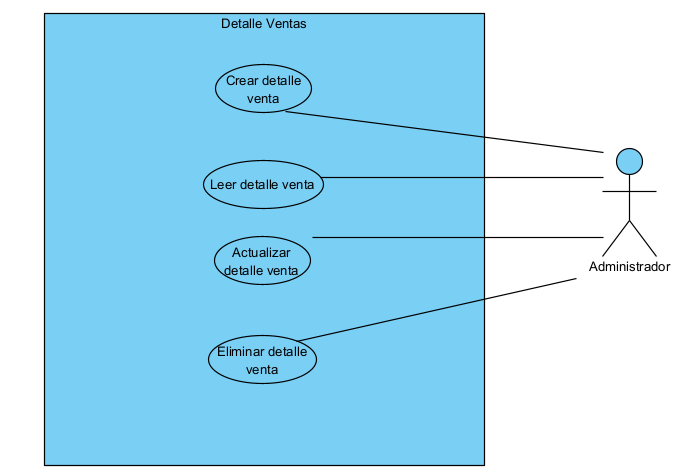 Detalle Ventas
Crear detalle
venta
Leer detalle venta
Actualizar
detalle venta
Administrador
Eliminar detalle
venta